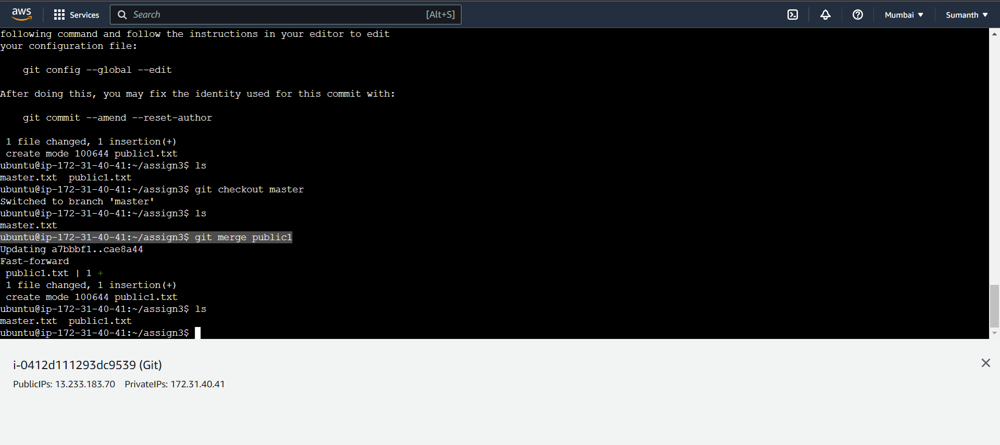 aws Services Search [Alt+S] Mumbai ▼ Sumanth ▼
following command and follow the instructions in your editor to edit
your configuration file:
git config --global --edit
After doing this, you may fix the identity used for this commit with:
git commit --amend --reset-author
1 file changed, 1 insertion(+)
create mode 100644 public1.txt
ubuntu@ip-172-31-40-41:~/assign3$ ls
master.txt  public1.txt
ubuntu@ip-172-31-40-41:~/assign3$ git checkout master
Switched to branch 'master'
ubuntu@ip-172-31-40-41:~/assign3$ ls
master.txt
ubuntu@ip-172-31-40-41:~/assign3$ git merge public1
Updating a7bbbf1..cae8a44
Fast-forward
public1.txt | 1 +
1 file changed, 1 insertion(+)
create mode 100644 public1.txt
ubuntu@ip-172-31-40-41:~/assign3$ ls
master.txt  public1.txt
ubuntu@ip-172-31-40-41:~/assign3$
i-0412d111293dc9539 (Git)
PublicIPs: 13.233.183.70 PrivateIPs: 172.31.40.41